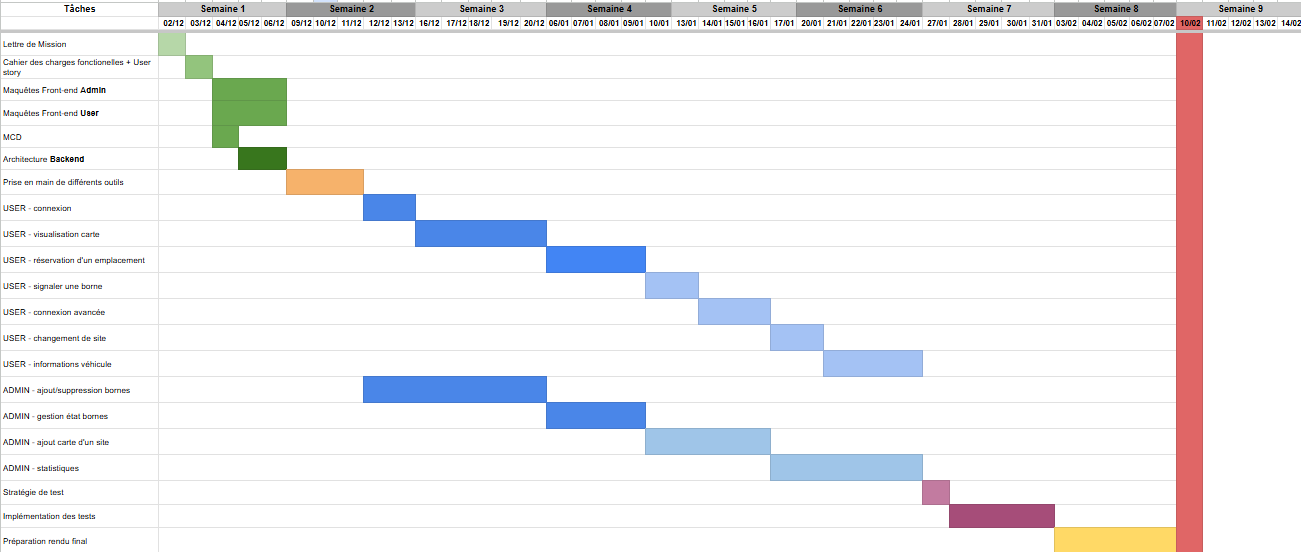 Tâches Semaine 1 Semaine 2 Semaine 3 Semaine 4 Semaine 5 Semaine 6 Semaine 7 Semaine 8 Semaine 9
02/12 03/12 04/12 05/12 06/12 09/12 10/12 11/12 12/12 13/12 16/12 17/12 18/12 19/12 20/12 06/01 07/01 08/01 09/01 10/01 13/01 14/01 15/01 16/01 17/01 20/01 21/01 22/01 23/01 24/01 27/01 28/01 29/01 30/01 31/01 03/02 04/02 05/02 06/02 07/02 10/02 11/02 12/02 13/02 14/02
Lettre de Mission
Cahier des charges fonctionelles + User
story
Maquêtes Front-end Admin
Maquêtes Front-end User
MCD
Architecture Backend
Prise en main de différents outils
USER - connexion
USER - visualisation carte
USER - réservation d'un emplacement
USER - signaler une borne
USER - connexion avancée
USER - changement de site
USER - informations véhicule
ADMIN - ajout/suppression bornes
ADMIN - gestion état bornes
ADMIN - ajout carte d'un site
ADMIN - statistiques
Stratégie de test
Implémentation des tests
Préparation rendu final